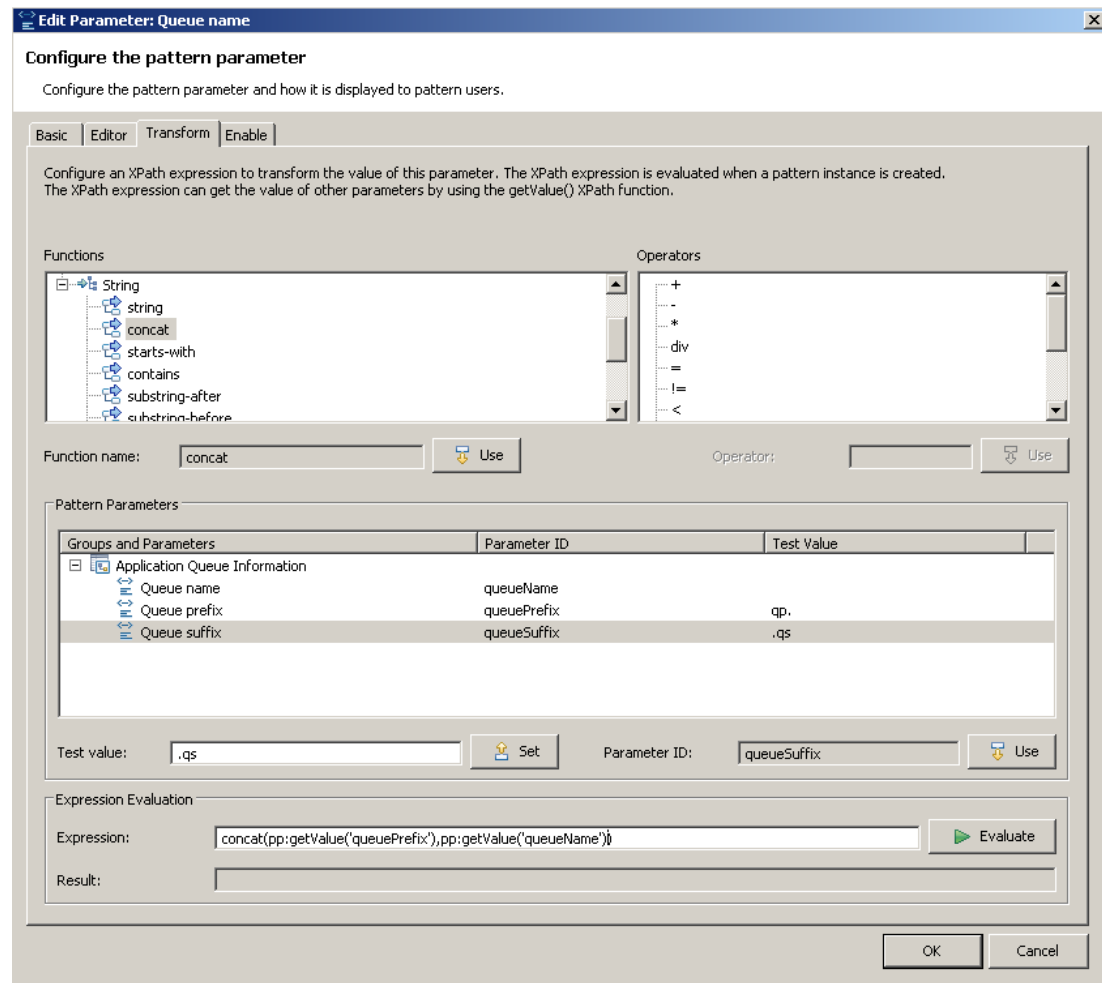 Edit Parameter: Queue name
Configure the pattern parameter
Configure the pattern parameter and how it is displayed to pattern users.
Basic Editor Transform Enable
Configure an XPath expression to transform the value of this parameter. The XPath expression is evaluated when a pattern instance is created.
The XPath expression can get the value of other parameters by using the getValue() XPath function.
Functions Operators
String +
string -
concat *
starts-with div
contains =
substring-after !=
substring-before <
Function name: concat Use Operator: Use
Pattern Parameters
Groups and Parameters Parameter ID Test Value
Application Queue Information
Queue name queueName
Queue prefix queuePrefix qp.
Queue suffix queueSuffix .qs
Test value: .qs Set Parameter ID: queueSuffix Use
Expression Evaluation
Expression: concat(pp:getValue('queuePrefix'),pp:getValue('queueName')) Evaluate
Result:
OK Cancel